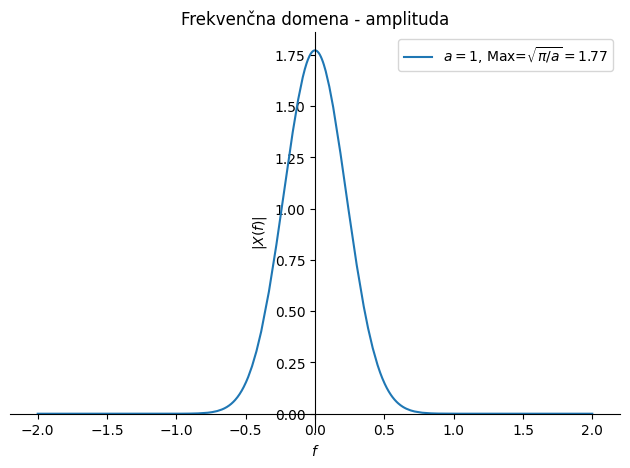 Frekvenčna domena - amplituda
a = 1, Max=√π/a = 1.77
1.75
1.50
1.25
1.00
0.75
0.50
0.25
0.00
|X(f)|
−2.0 −1.5 −1.0 −0.5 0.0 0.5 1.0 1.5 2.0
f